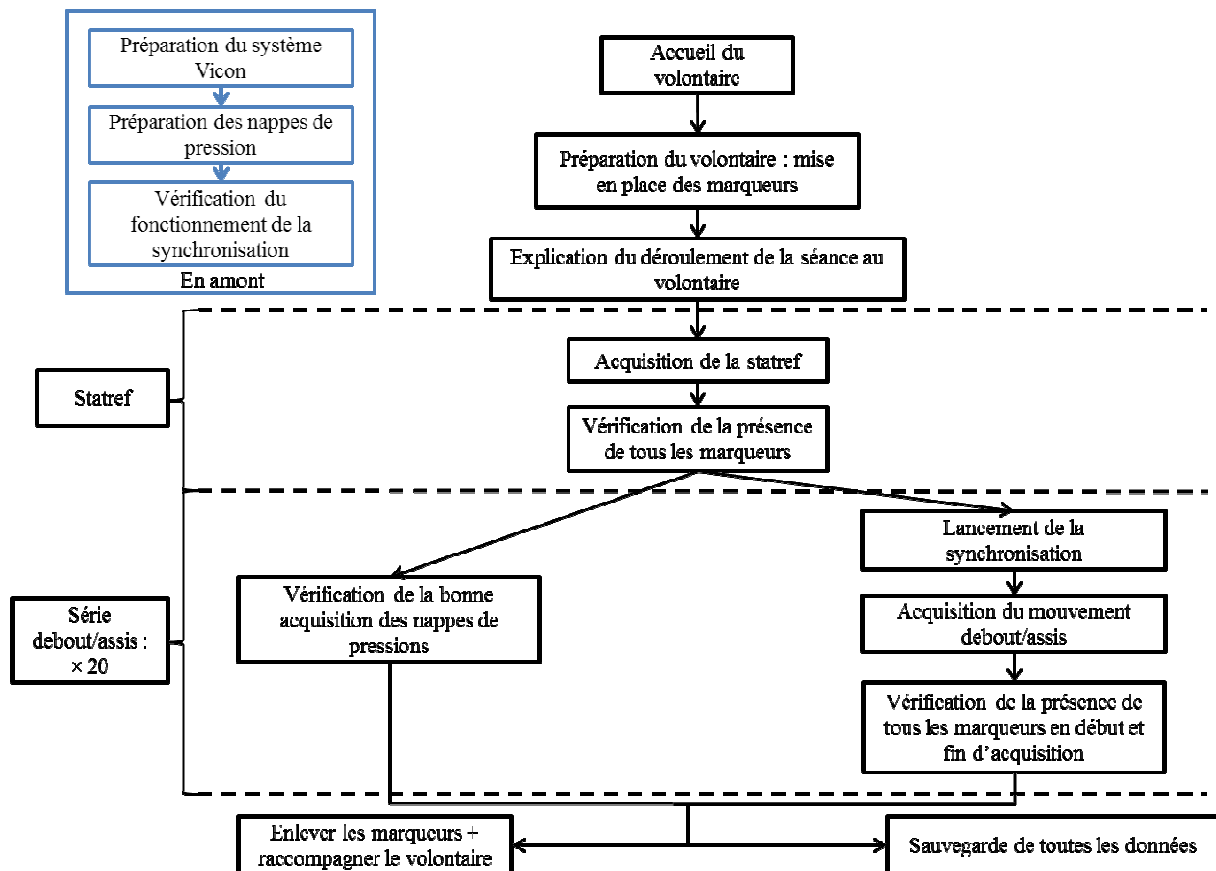 Préparation du système
Vicon
Préparation des nappes de
pression
Vérification du
fonctionnement de la
synchronisation
En amont
Accueil du
volontaire
Préparation du volontaire : mise
en place des marqueurs
Explication du déroulement de la séance au
volontaire
Statref
Acquisition de la statref
Vérification de la présence
de tous les marqueurs
Série
debout/assis :
× 20
Vérification de la bonne
acquisition des nappes de
pressions
Lancement de la
synchronisation
Acquisition du mouvement
debout/assis
Vérification de la présence de
tous les marqueurs en début et
fin d’acquisition
Enlever les marqueurs +
raccompagner le volontaire
Sauvegarde de toutes les données